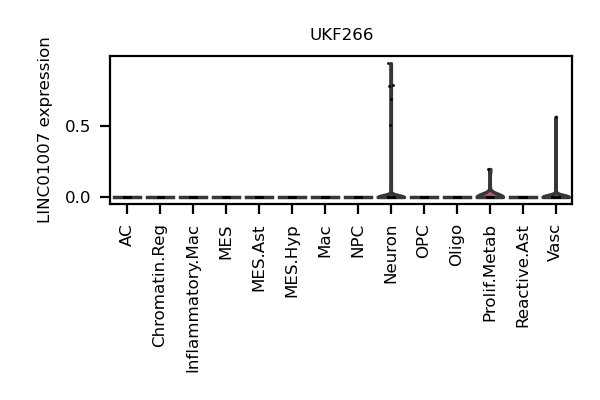 UKF266
LINC01007 expression
0.5
0.0
AC
Chromatin.Reg
Inflammatory.Mac
MES
MES.Ast
MES.Hyp
Mac
NPC
Neuron
OPC
Oligo
Prolif.Metab
Reactive.Ast
Vasc